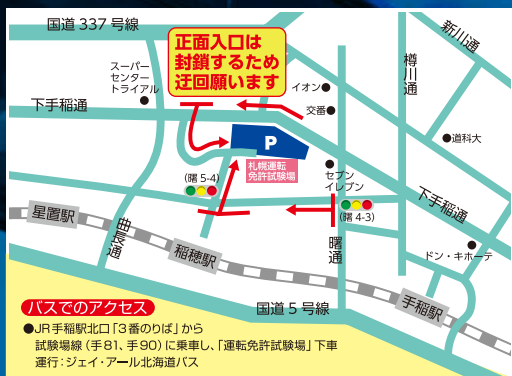 国道337号線
正面入口は
封鎖するため
迂回願います
新川通
樽川通
スーパー
センター
トライアル
イオン
交番
下手稲通
P
道科大
札幌運転
免許試験場
(曙 5-4)
セブン
イレブン
下手稲通
(曙 4-3)
星置駅
曲長通
稲穂駅
曙通
ドン・キホーテ
手稲駅
国道5号線
バスでのアクセス
●JR手稲駅北口「3番のりば」から
試験場線(手81、手90)に乗車し、「運転免許試験場」下車
運行:ジェイ・アール北海道バス